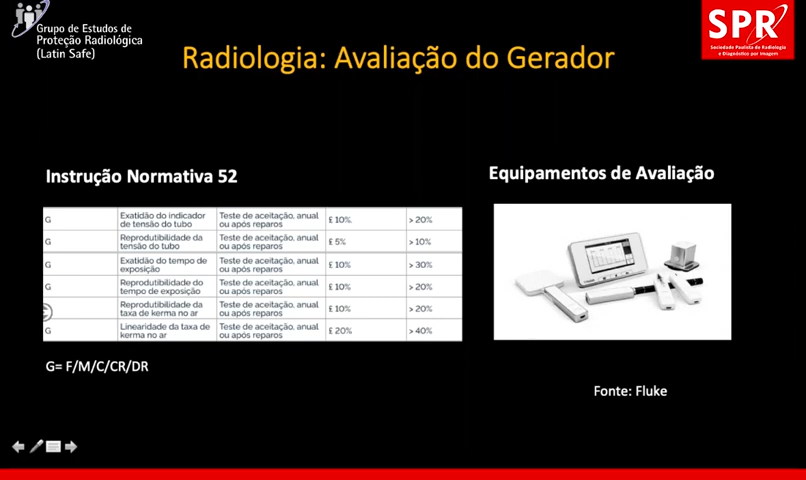 Grupo de Estudos de
Proteção Radiológica
(Latin Safe)
SPR
Sociedade Paulista de Radiologia
e Diagnóstico por Imagem
Radiologia: Avaliação do Gerador
Instrução Normativa 52
Equipamentos de Avaliação
G Exatidão do indicador de tensão do tubo Teste de aceitação, anual ou após reparos £ 10%. > 20%
G Reprodutibilidade da tensão do tubo Teste de aceitação, anual ou após reparos £ 5% > 10%
G Exatidão do tempo de exposição Teste de aceitação, anual ou após reparos £ 10% > 30%
G Reprodutibilidade do tempo de exposição Teste de aceitação, anual ou após reparos £ 10% > 20%
Reprodutibilidade da taxa de kerma no ar Teste de aceitação, anual ou após reparos £ 10% > 20%
G Linearidade da taxa de kerma no ar Teste de aceitação, anual ou após reparos £ 20% > 40%
G= F/M/C/CR/DR
Fonte: Fluke